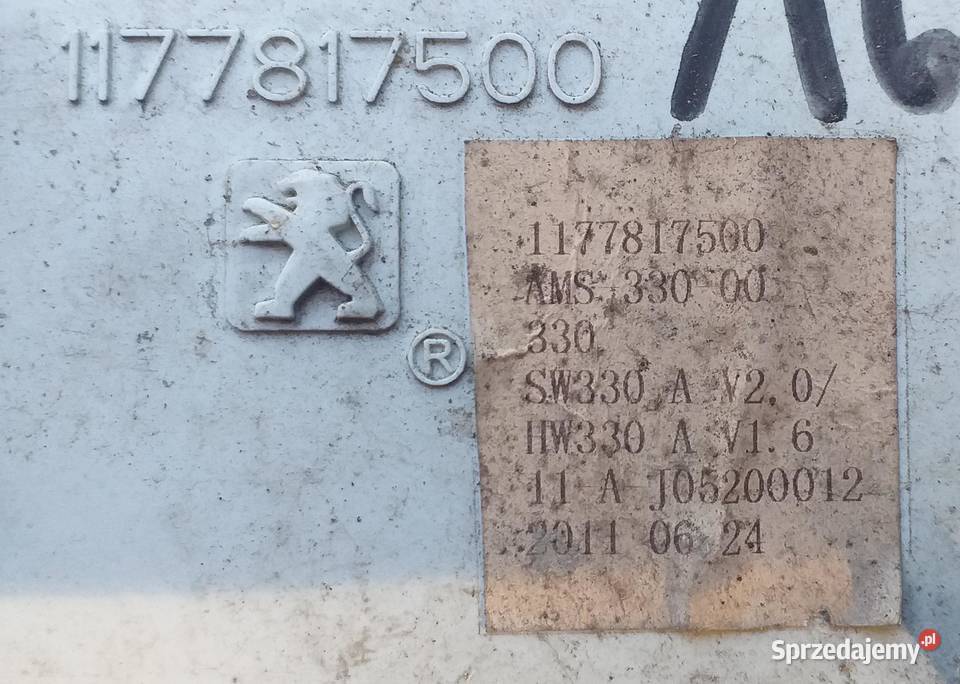 1177817500
®
1177817500
AMS-330-00
330
SW330 A V2.0/
HW330 A V1.6
11-A-J05200012
2011 06 24
Sprzedajemy.pl